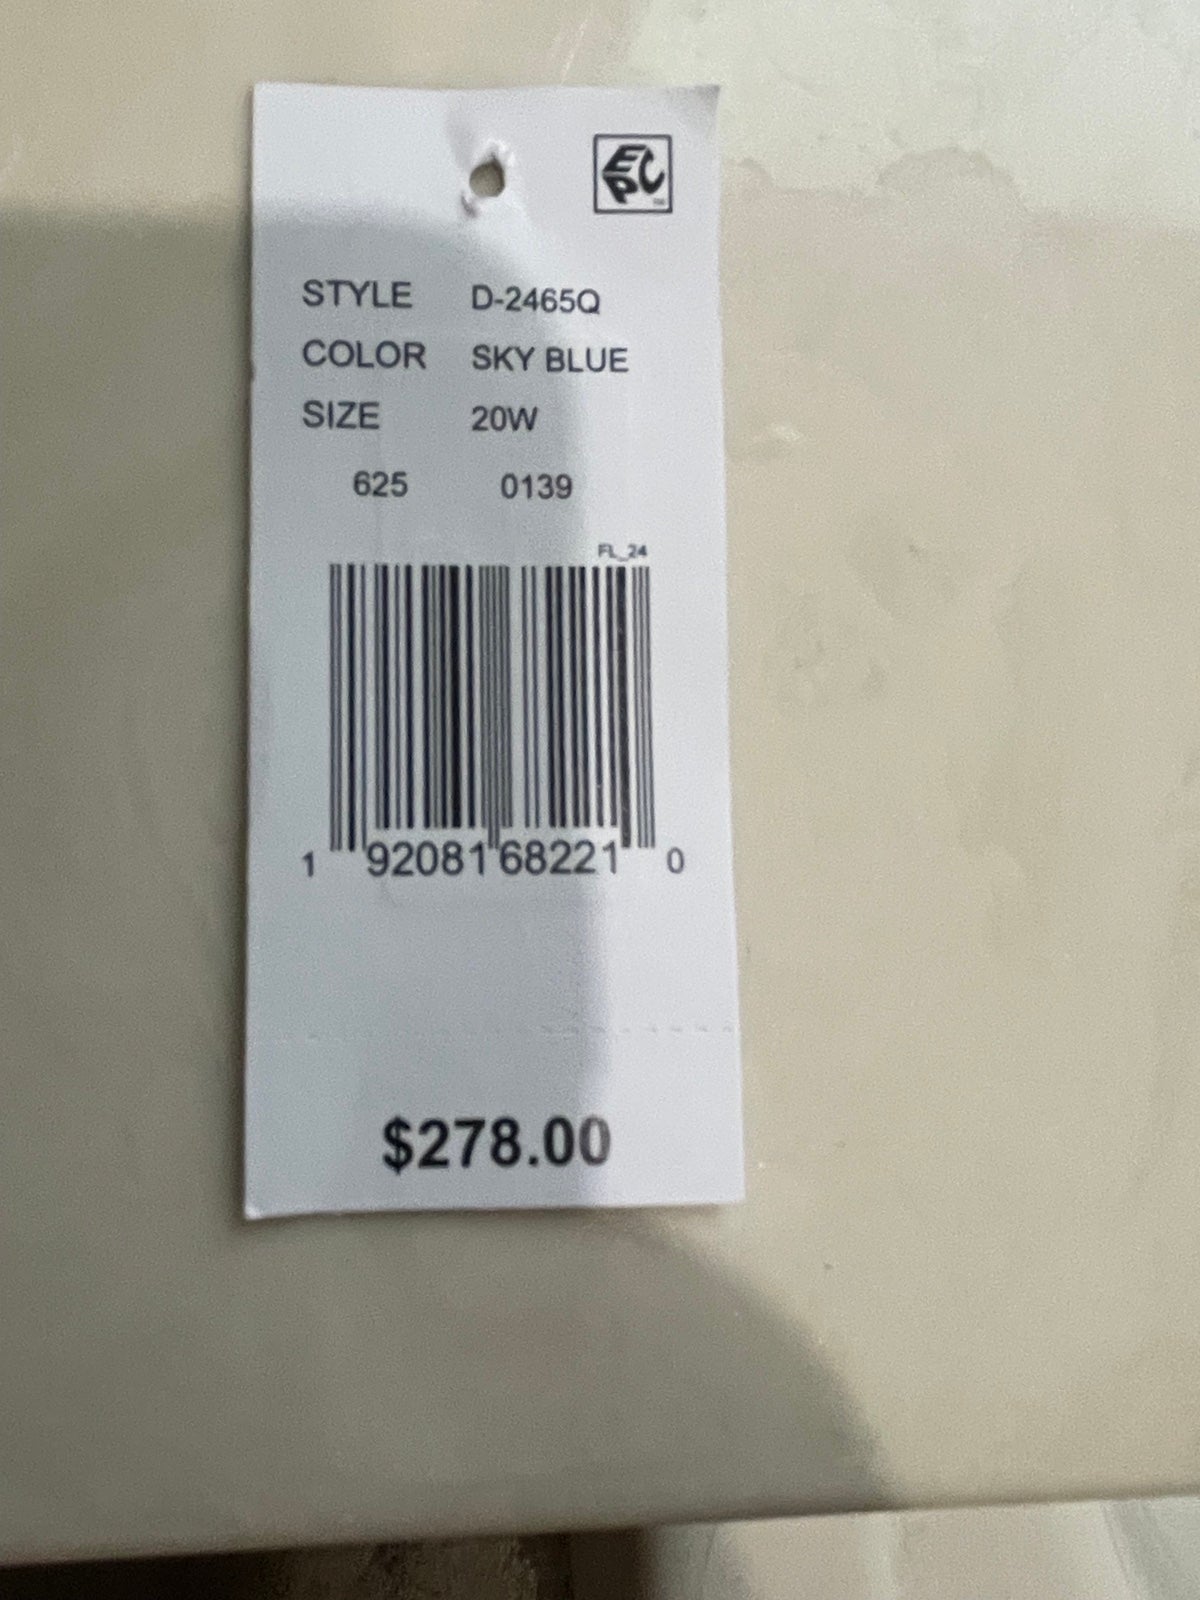 EPC
STYLE D-2465Q
COLOR SKY BLUE
SIZE 20W
625 0139
FL_24
1 92081 68221 0
$278.00